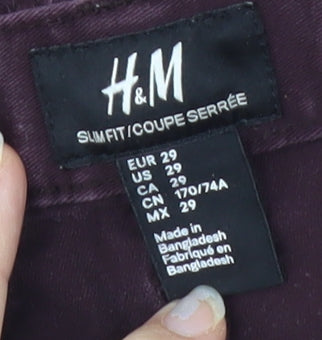 H&M
SLIM FIT/COUPE SERRÉE
EUR 29
US 29
CA 29
CN 170/74A
MX 29
Made in
Bangladesh
Fabriqué en
Bangladesh